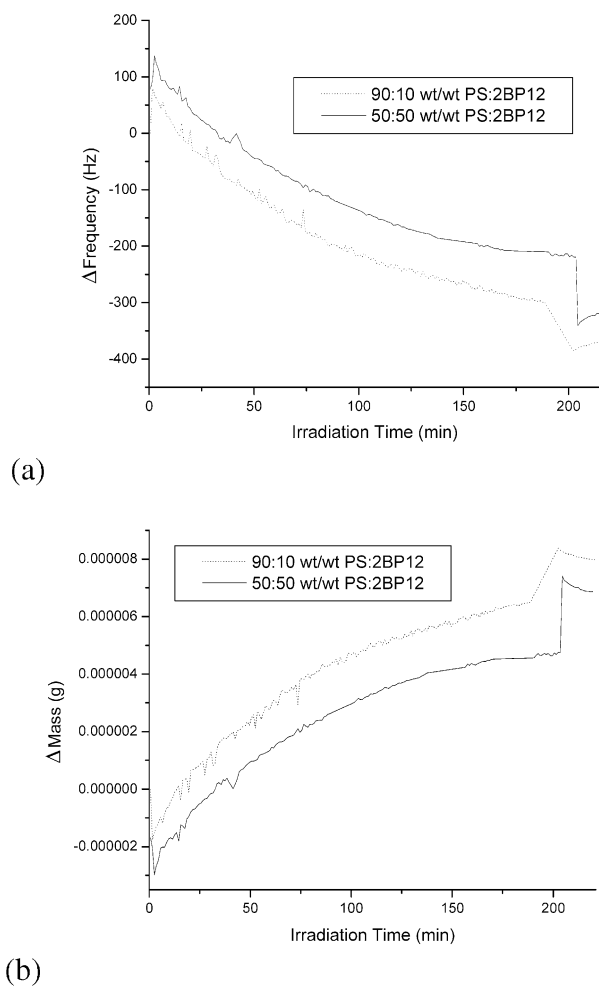 200
100
0
-100
-200
-300
-400
ΔFrequency (Hz)
90:10 wt/wt PS:2BP12
50:50 wt/wt PS:2BP12
0 50 100 150 200
Irradiation Time (min)
(a)
0.000008
0.000006
0.000004
0.000002
0.000000
-0.000002
ΔMass (g)
90:10 wt/wt PS:2BP12
50:50 wt/wt PS:2BP12
0 50 100 150 200
Irradiation Time (min)
(b)